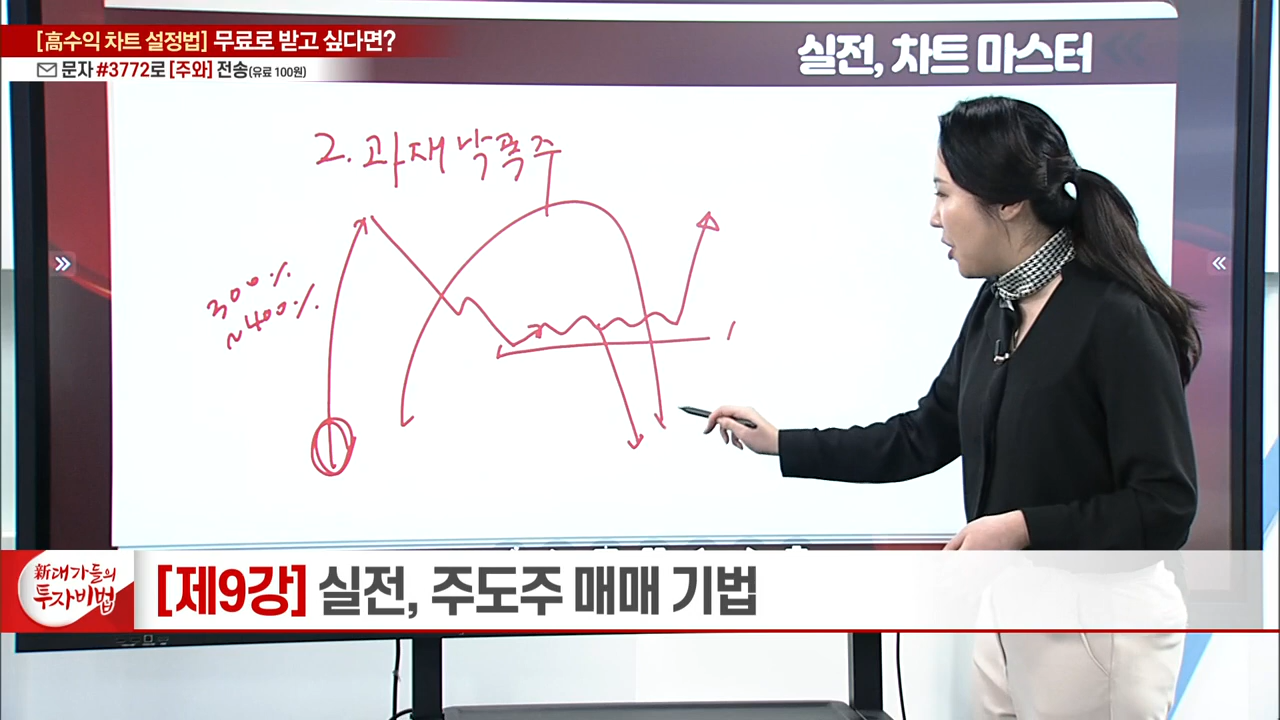 [高수익 차트 설정법] 무료로 받고 싶다면?
문자 #3772로 [주와] 전송(유료 100원)
실전, 차트 마스터
2. 과재낙폭주
300%
~400%
新대가들의
투자비법
[제9강] 실전, 주도주 매매 기법